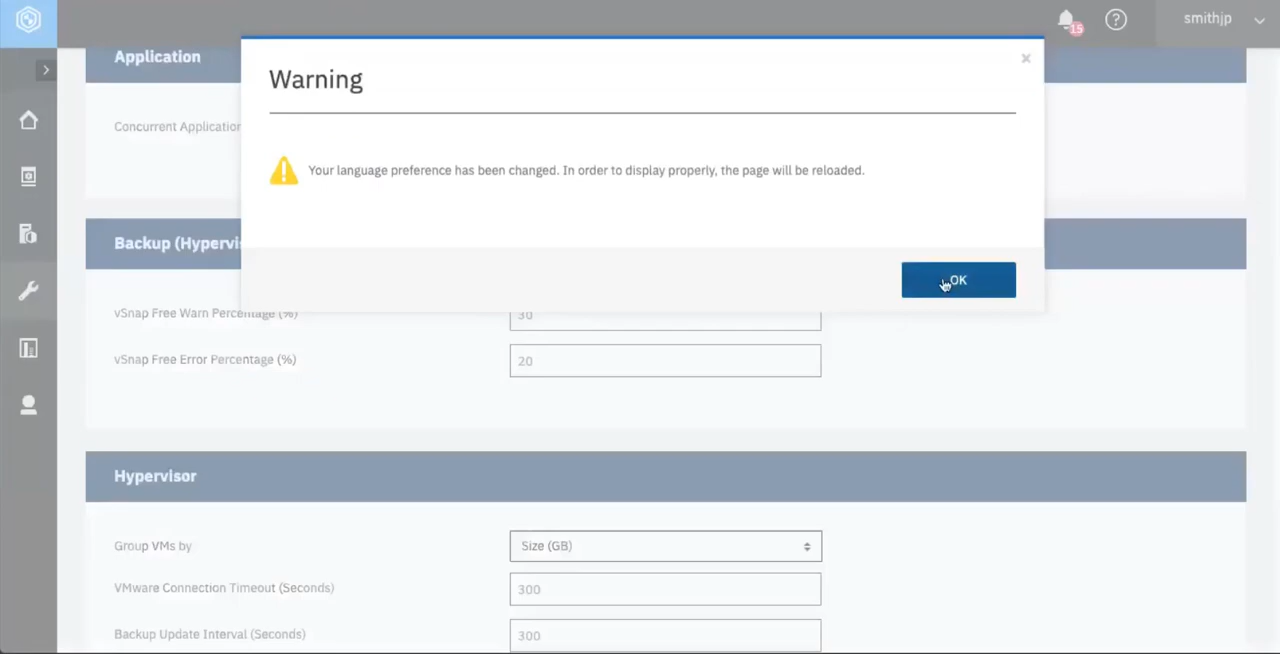 15
smithjp
Application
Warning
Concurrent Application
Your language preference has been changed. In order to display properly, the page will be reloaded.
Backup (Hypervis
OK
vSnap Free Warn Percentage (%)
30
vSnap Free Error Percentage (%)
20
Hypervisor
Group VMs by
Size (GB)
VMware Connection Timeout (Seconds)
300
Backup Update Interval (Seconds)
300